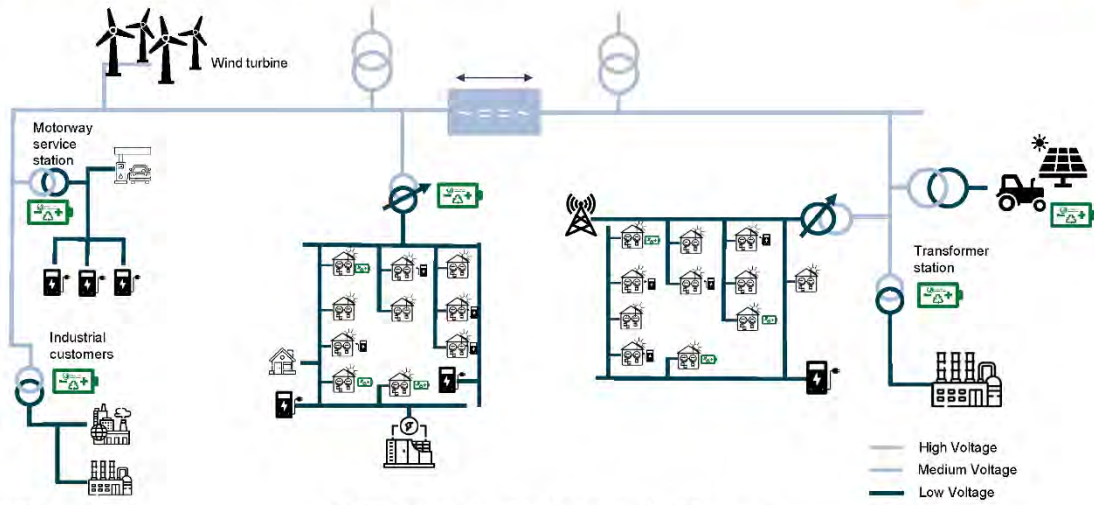 Wind turbine
Motorway
service
station
Industrial
customers
Transformer
station
High Voltage
Medium Voltage
Low Voltage